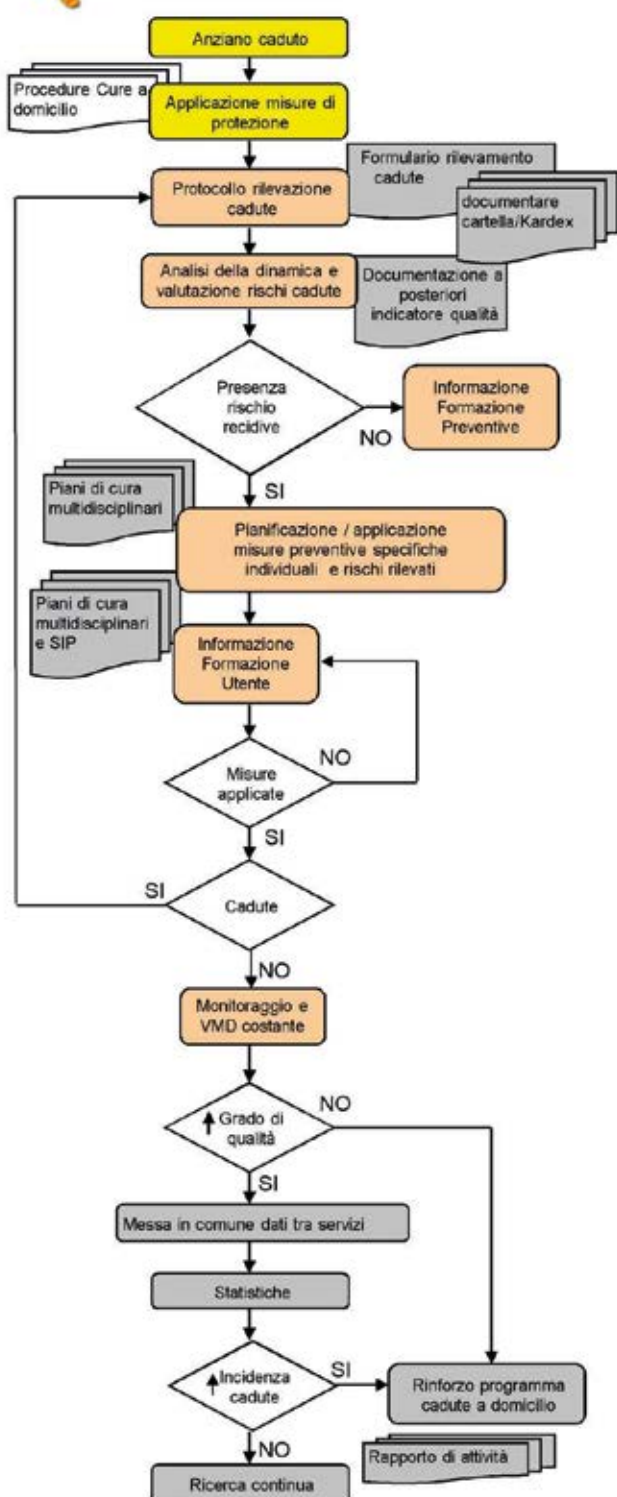 Anziano caduto
Procedure Cure a
domicilio
Applicazione misure di
protezione
Formulario rilevamento
cadute
Protocollo rilevazione
cadute
documentare
cartella/Kardex
Analisi della dinamica e
valutazione rischi cadute
Documentazione a
posteriori
indicatore qualità
Presenza
rischio
recidive
NO
Informazione
Formazione
Preventive
SI
Piani di cura
multidisciplinari
Pianificazione / applicazione
misure preventive specifiche
individuali e rischi rilevati
Piani di cura
multidisciplinari
e SIP
Informazione
Formazione
Utente
NO
Misure
applicate
SI
SI
Cadute
NO
Monitoraggio e
VMD costante
NO
Grado di
qualità
SI
Messa in comune dati tra servizi
Statistiche
Incidenza
cadute
SI
Rinforzo programma
cadute a domicilio
NO
Rapporto di attività
Ricerca continua